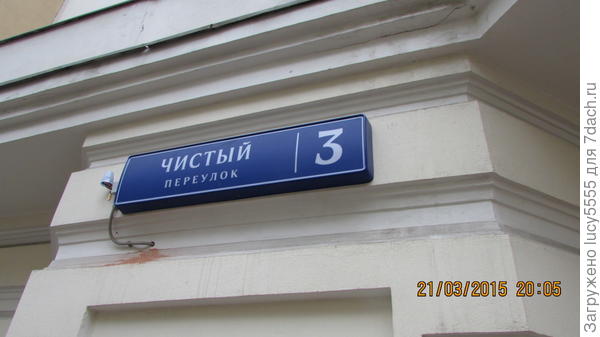 ЧИСТЫЙ
ПЕРЕУЛОК
3
21/03/2015 20:05
Загружено lucy5555 для 7dach.ru